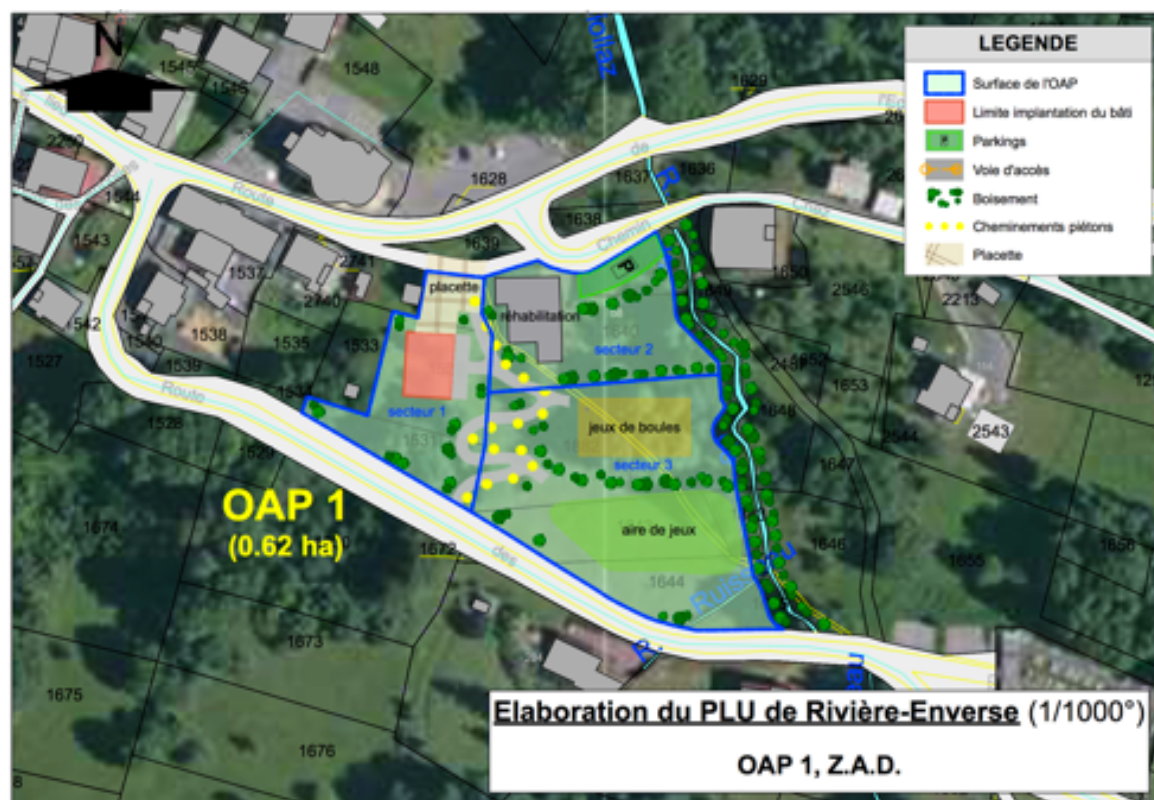 N
LEGENDE
Surface de l'OAP
Limite implantation du bâti
P
Parkings
Voie d'accès
Boisement
Cheminements piétons
Placette
1548
1544
1543
1542
1537
2741
2740
1538
1539
1535
1533
1527
1528
1529
Route
1628
de
1629
1637
1636
1638
1639
Chemin
Chez
R
P
placette
réhabilitation
1640
secteur 2
1650
2546
2213
1653
1648
2544
2543
1647
secteur 1
1531
jeux de boules
secteur 3
aire de jeux
1644
1646
1655
1656
Route
des
OAP 1
(0.62 ha)
1674
1672
1673
1675
1676
Elaboration du PLU de Rivière-Enverse (1/1000°)
OAP 1, Z.A.D.